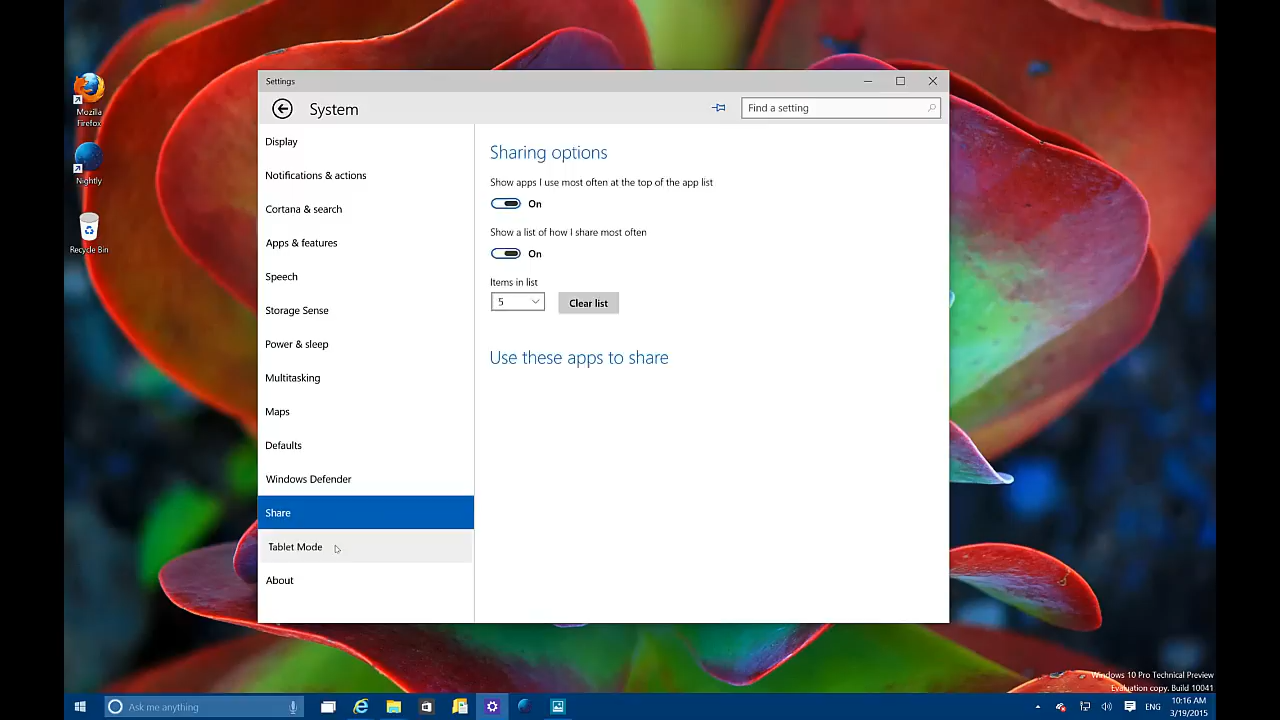 Mozilla
Firefox
Nightly
Recycle Bin
Settings
System
Find a setting
Display
Notifications & actions
Cortana & search
Apps & features
Speech
Storage Sense
Power & sleep
Multitasking
Maps
Defaults
Windows Defender
Share
Tablet Mode
About
Sharing options
Show apps I use most often at the top of the app list
On
Show a list of how I share most often
On
Items in list
5
Clear list
Use these apps to share
Windows 10 Pro Technical Preview
Evaluation copy. Build 10041
Ask me anything
ENG
10:16 AM
3/19/2015